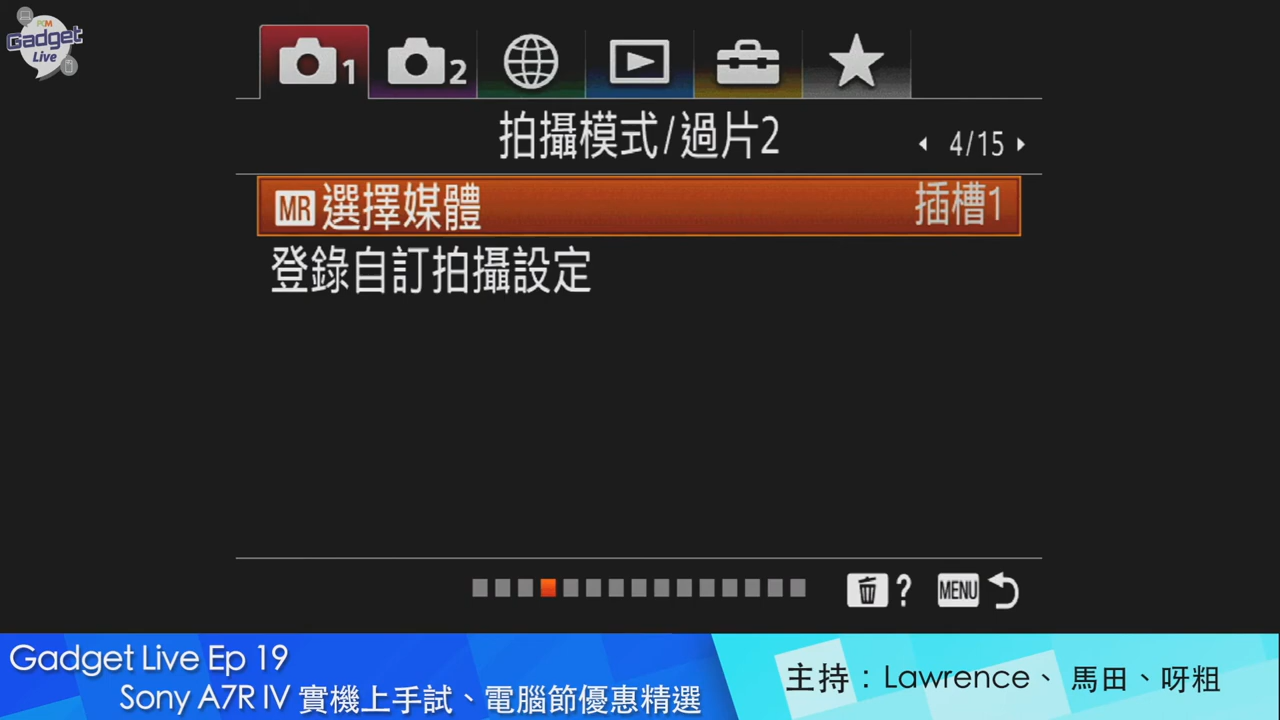 PCM
Gadget
Live
1
2
拍攝模式/過片2
4/15
MR 選擇媒體 插槽1
登錄自訂拍攝設定
? MENU
Gadget Live Ep 19
Sony A7R IV 實機上手試、電腦節優惠精選
主持：Lawrence、馬田、呀粗